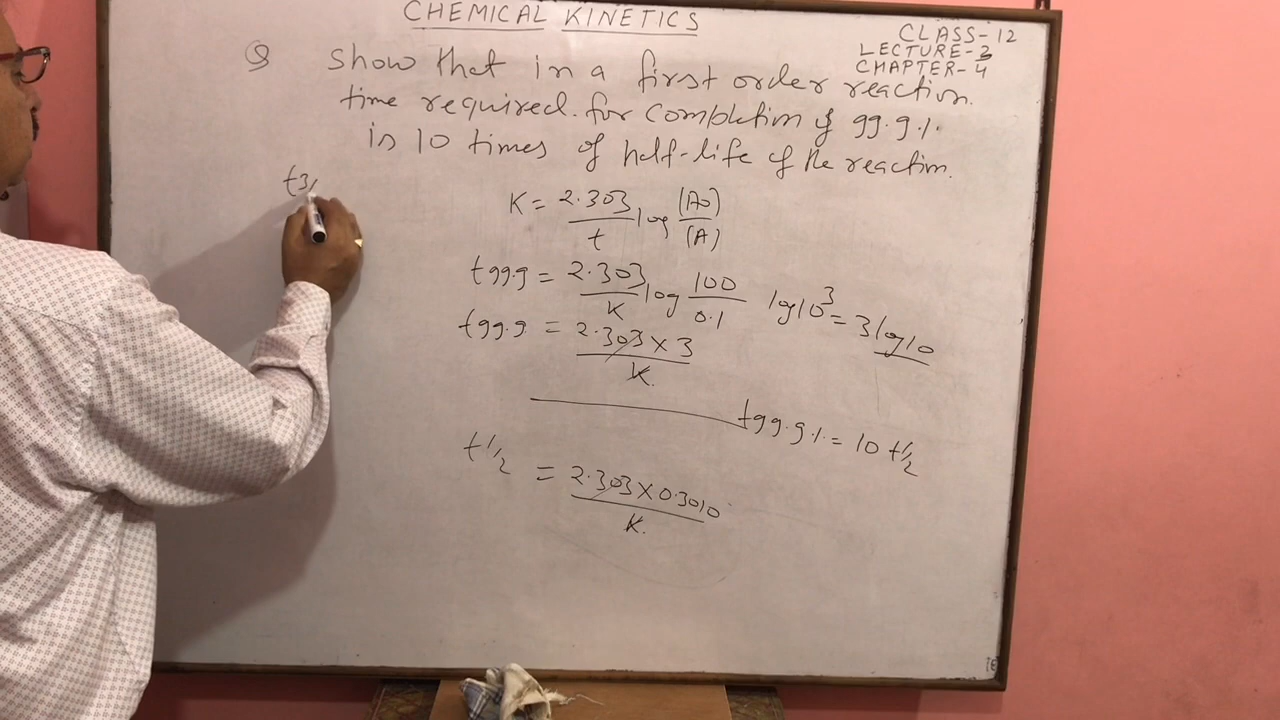 CHEMICAL KINETICS
CLASS-12
LECTURE-3
CHAPTER-4
Q Show that in a first order reaction.
time required for completion of 99.9%
is 10 times of half-life of the reaction.
t3/
K = 2.303/t log (A0)/(A)
t99.9 = 2.303/K log 100/0.1 log10³ = 3log10
t99.9 = 2.303 x 3/K.
t99.9% = 10 t1/2
t1/2 = 2.303 x 0.3010/K.